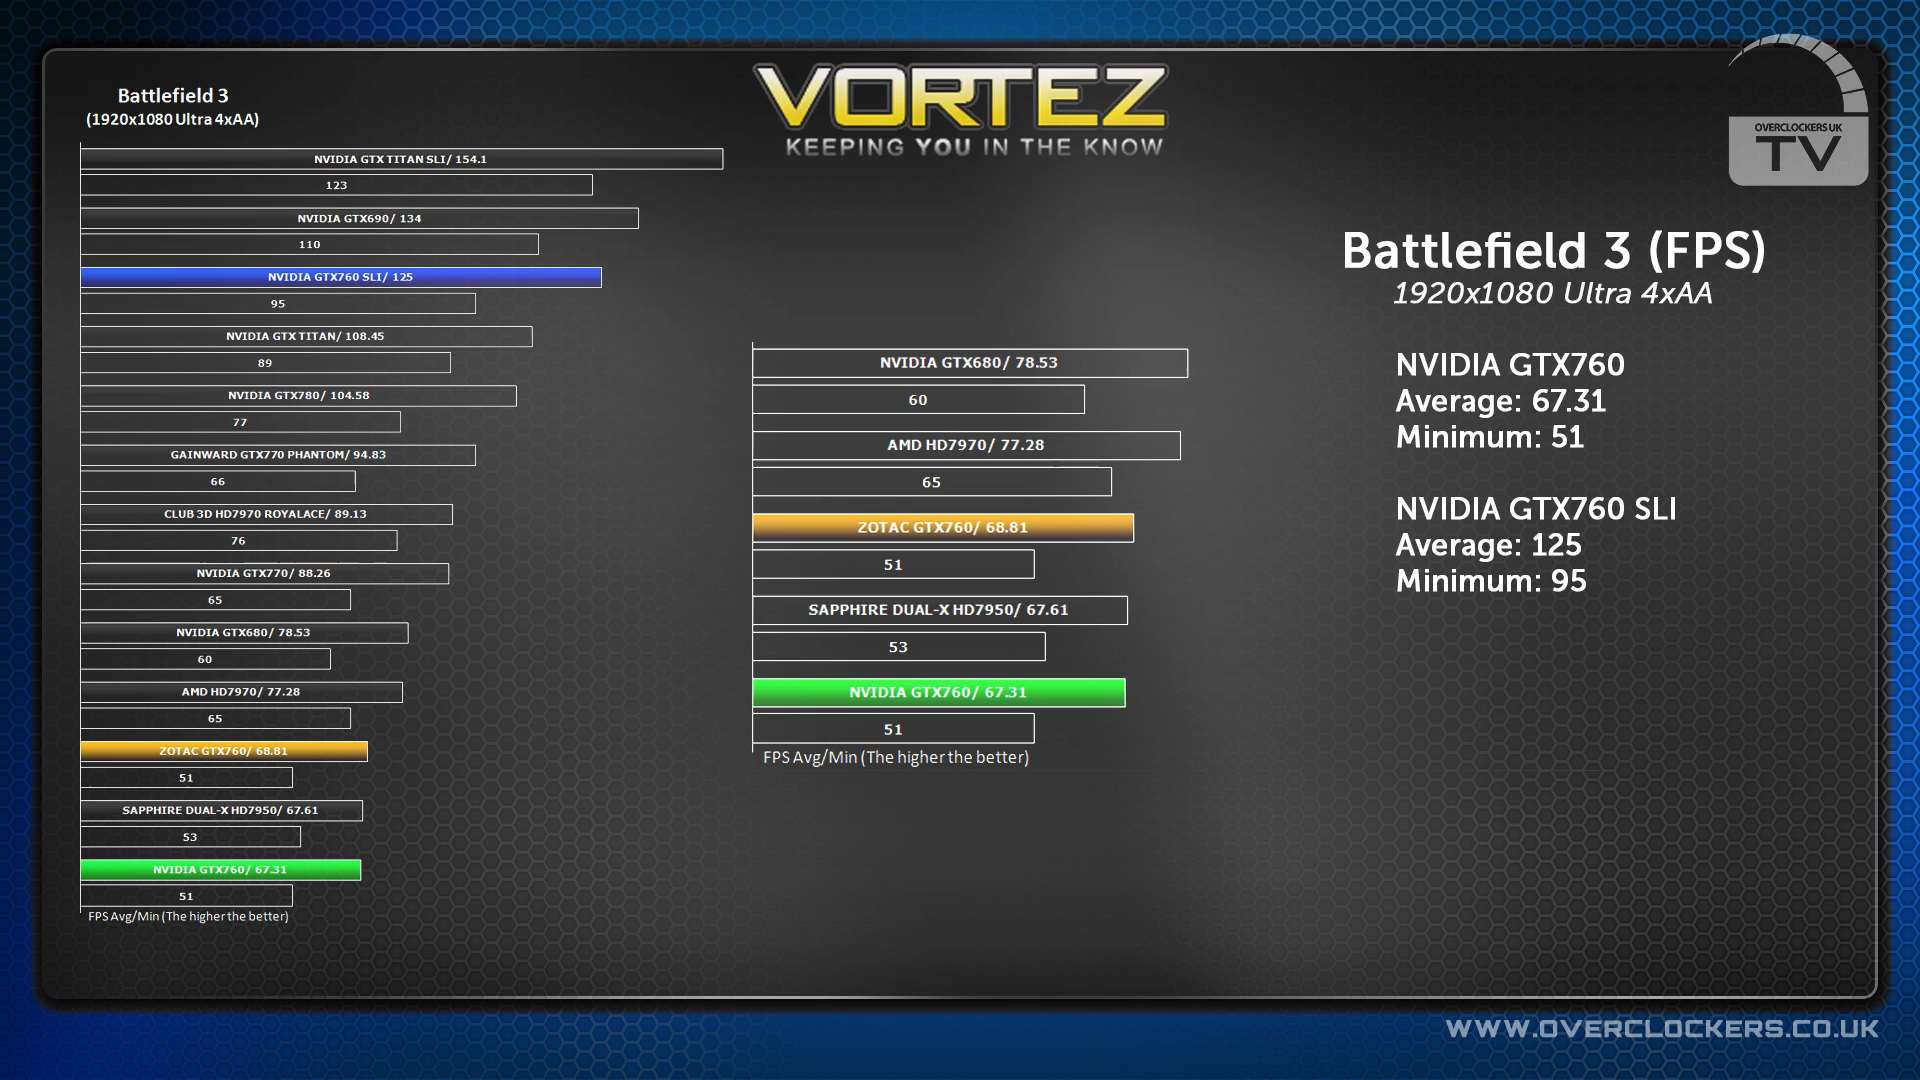 Battlefield 3
(1920x1080 Ultra 4xAA)
NVIDIA GTX TITAN SLI/ 154.1
123
NVIDIA GTX690/ 134
110
NVIDIA GTX760 SLI/ 125
95
NVIDIA GTX TITAN/ 108.45
89
NVIDIA GTX780/ 104.58
77
GAINWARD GTX770 PHANTOM/ 94.83
66
CLUB 3D HD7970 ROYALACE/ 89.13
76
NVIDIA GTX770/ 88.26
65
NVIDIA GTX680/ 78.53
60
AMD HD7970/ 77.28
65
ZOTAC GTX760/ 68.81
51
SAPPHIRE DUAL-X HD7950/ 67.61
53
NVIDIA GTX760/ 67.31
51
FPS Avg/Min (The higher the better)
VORTEZ
KEEPING YOU IN THE KNOW
NVIDIA GTX680/ 78.53
60
AMD HD7970/ 77.28
65
ZOTAC GTX760/ 68.81
51
SAPPHIRE DUAL-X HD7950/ 67.61
53
NVIDIA GTX760/ 67.31
51
FPS Avg/Min (The higher the better)
OVERCLOCKERS UK
TV
Battlefield 3 (FPS)
1920x1080 Ultra 4xAA
NVIDIA GTX760
Average: 67.31
Minimum: 51
NVIDIA GTX760 SLI
Average: 125
Minimum: 95
WWW.OVERCLOCKERS.CO.UK